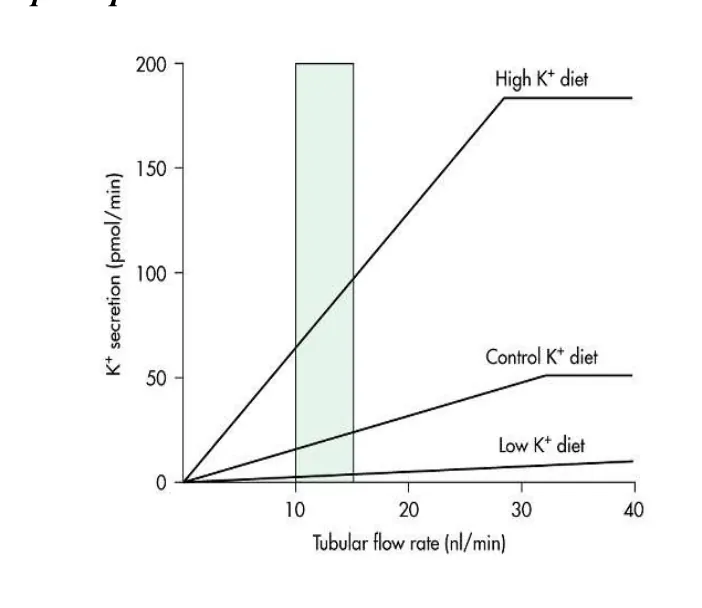 200
High K⁺ diet
150
K⁺ secretion (pmol/min)
100
Control K⁺ diet
50
Low K⁺ diet
0
10 20 30 40
Tubular flow rate (nl/min)